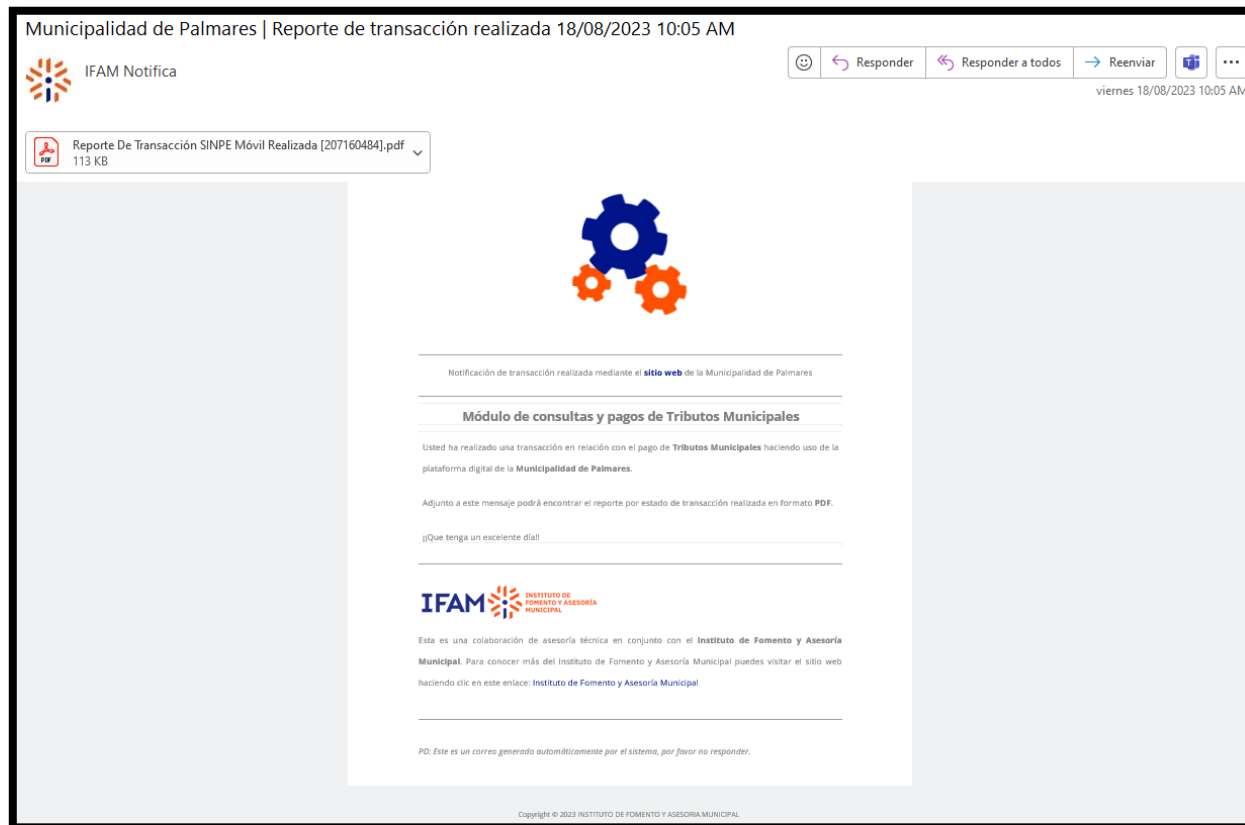 Municipalidad de Palmares | Reporte de transacción realizada 18/08/2023 10:05 AM
IFAM Notifica
Responder
Responder a todos
Reenviar
viernes 18/08/2023 10:05 AM
Reporte De Transacción SINPE Móvil Realizada [207160484].pdf
PDF
113 KB
Notificación de transacción realizada mediante el sitio web de la Municipalidad de Palmares
Módulo de consultas y pagos de Tributos Municipales
Usted ha realizado una transacción en relación con el pago de Tributos Municipales haciendo uso de la
plataforma digital de la Municipalidad de Palmares.
Adjunto a este mensaje podrá encontrar el reporte por estado de transacción realizada en formato PDF.
¡¡Que tenga un excelente día!!
IFAM
INSTITUTO DE
FOMENTO Y ASESORÍA
MUNICIPAL
Esta es una colaboración de asesoría técnica en conjunto con el Instituto de Fomento y Asesoría
Municipal. Para conocer más del Instituto de Fomento y Asesoría Municipal puedes visitar el sitio web
haciendo clic en este enlace: Instituto de Fomento y Asesoría Municipal
PD: Este es un correo generado automáticamente por el sistema, por favor no responder.
Copyright © 2023 INSTITUTO DE FOMENTO Y ASESORIA MUNICIPAL